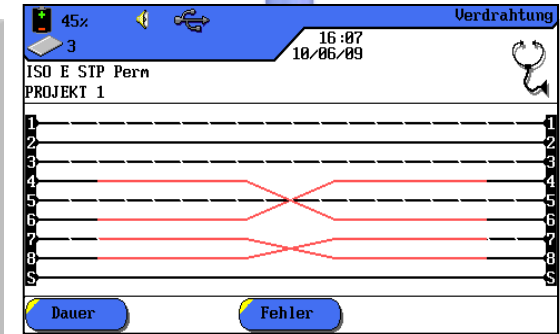 45%
Verdrahtung
3
16:07
10/06/09
ISO E STP Perm
PROJEKT 1
1 1
2 2
3 3
4 4
5 5
6 6
7 7
8 8
S S
Dauer Fehler